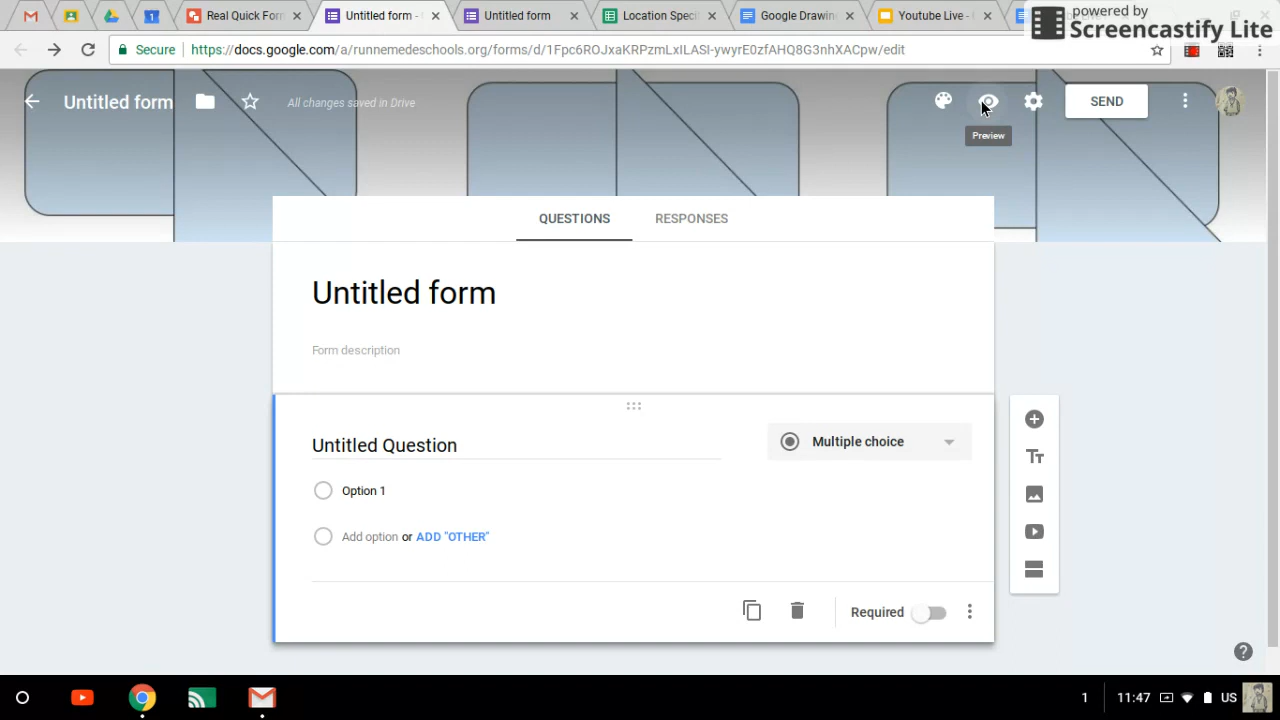 Real Quick Form
Untitled form -
Untitled form
Location Speci
Google Drawin
Youtube Live -
powered by
Screencastify Lite
Secure
https://docs.google.com/a/runnemedeschools.org/forms/d/1Fpc6ROJxaKRPzmLxILASI-ywyrE0zfAHQ8G3nhXACpw/edit
Untitled form
All changes saved in Drive
SEND
Preview
QUESTIONS
RESPONSES
Untitled form
Form description
Untitled Question
Multiple choice
Option 1
Add option or ADD "OTHER"
Required
1
11:47
US